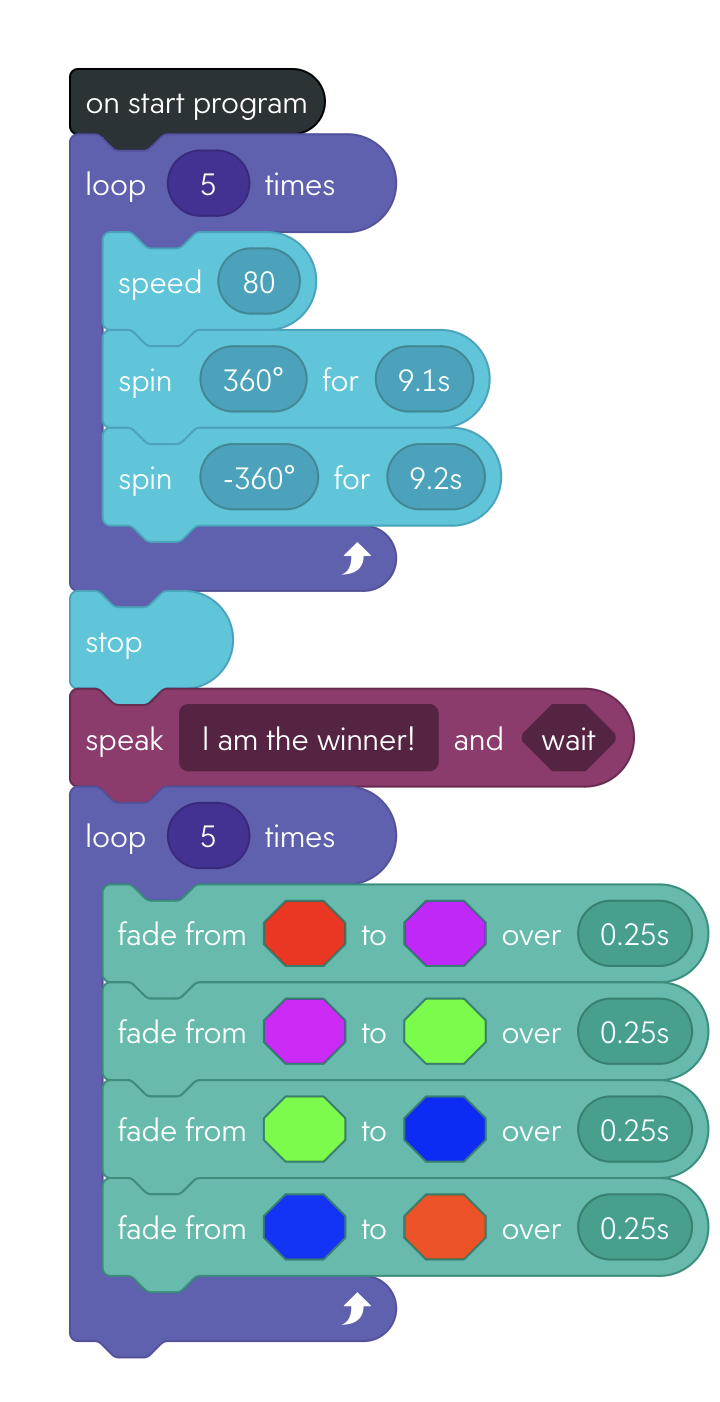 on start program
loop 5 times
speed 80
spin 360° for 9.1s
spin -360° for 9.2s
stop
speak I am the winner! and wait
loop 5 times
fade from to over 0.25s
fade from to over 0.25s
fade from to over 0.25s
fade from to over 0.25s